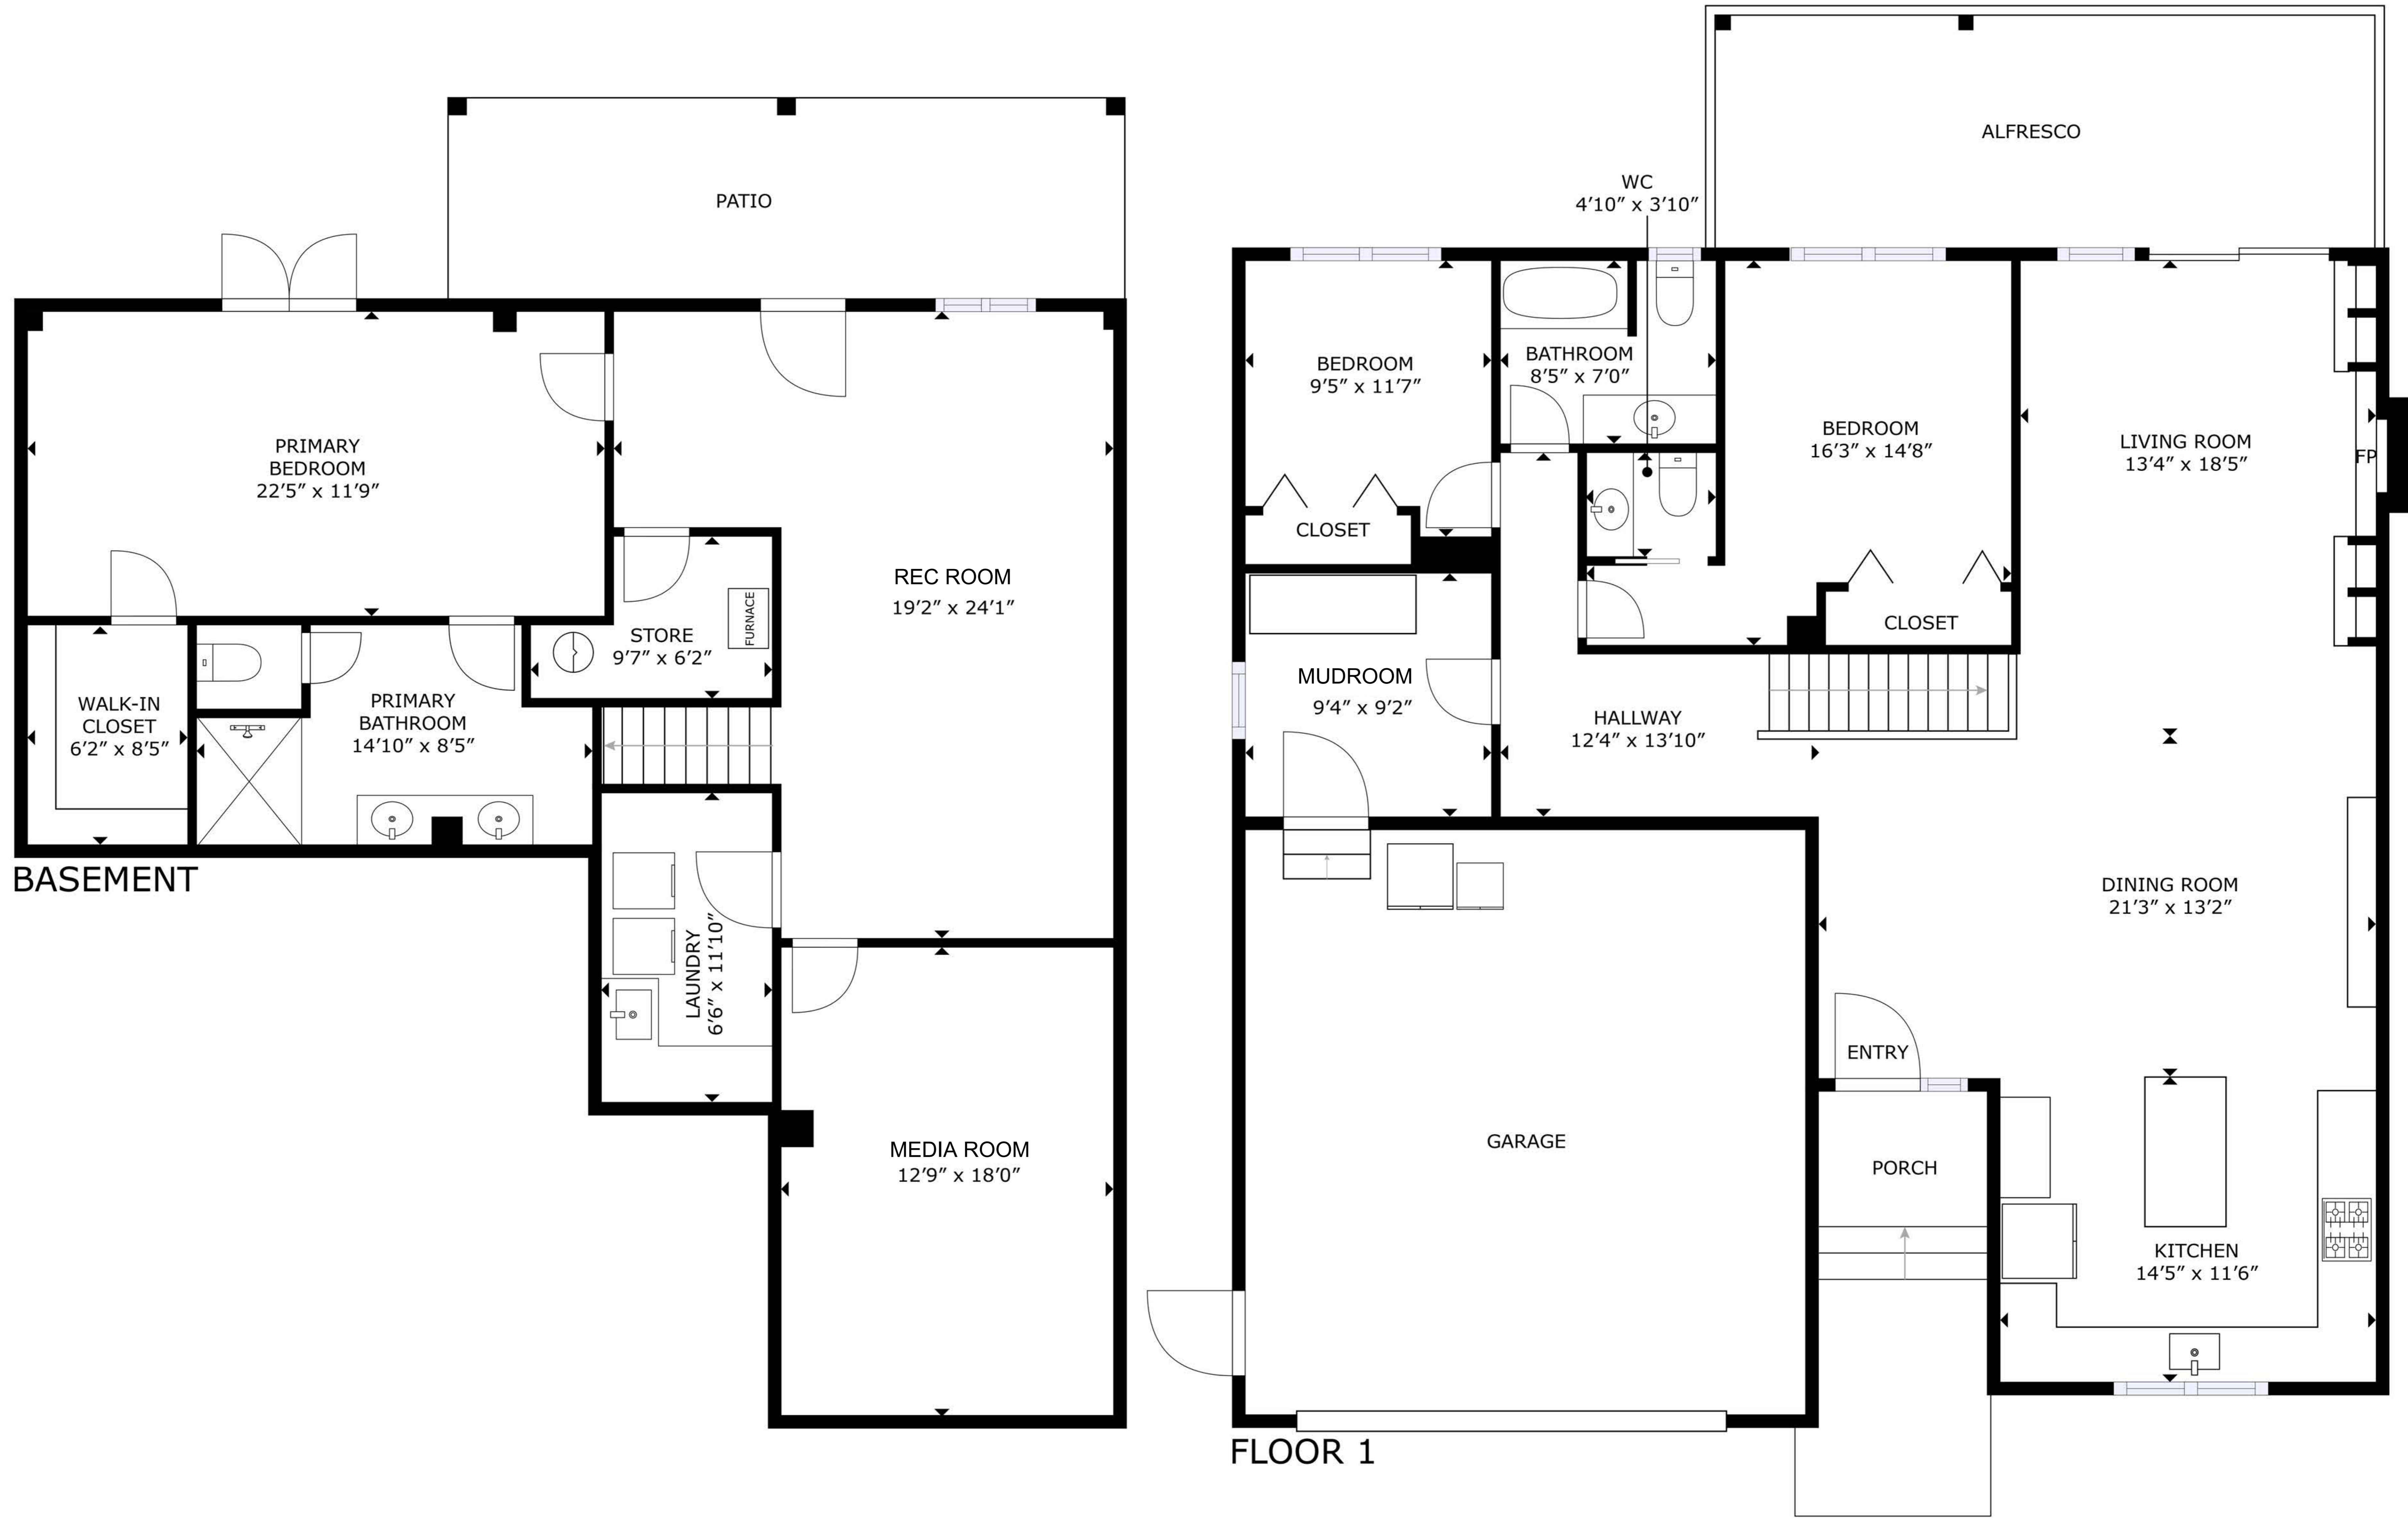 PATIO
PRIMARY
BEDROOM
22′5″ x 11′9″
REC ROOM
19′2″ x 24′1″
STORE
9′7″ x 6′2″
FURNACE
WALK-IN
CLOSET
6′2″ x 8′5″
PRIMARY
BATHROOM
14′10″ x 8′5″
LAUNDRY
6′6″ x 11′10″
MEDIA ROOM
12′9″ x 18′0″
BASEMENT
ALFRESCO
WC
4′10″ x 3′10″
BEDROOM
9′5″ x 11′7″
CLOSET
BATHROOM
8′5″ x 7′0″
BEDROOM
16′3″ x 14′8″
CLOSET
LIVING ROOM
13′4″ x 18′5″
FP
MUDROOM
9′4″ x 9′2″
HALLWAY
12′4″ x 13′10″
DINING ROOM
21′3″ x 13′2″
ENTRY
GARAGE
PORCH
KITCHEN
14′5″ x 11′6″
FLOOR 1